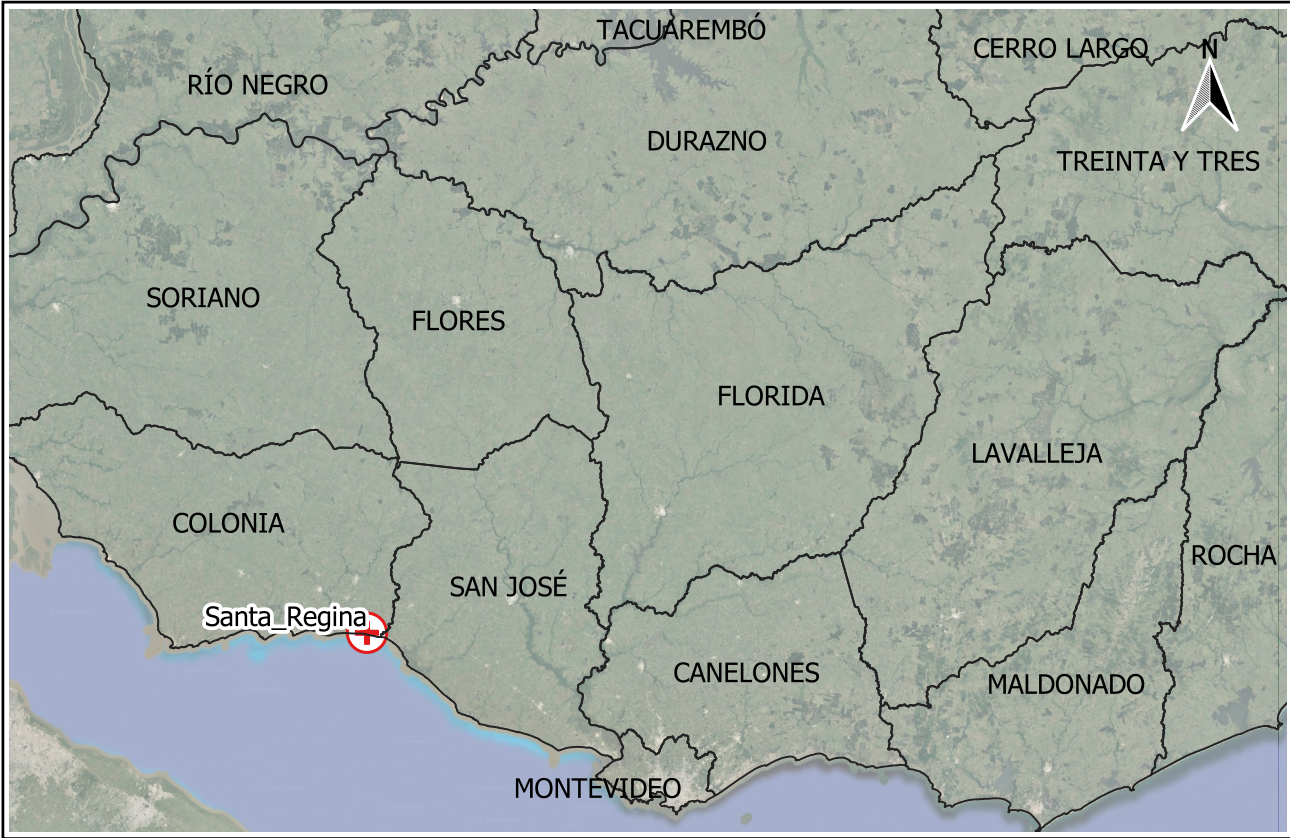 TACUAREMBÓ
CERRO LARGO
N
RÍO NEGRO
DURAZNO
TREINTA Y TRES
SORIANO
FLORES
FLORIDA
LAVALLEJA
COLONIA
ROCHA
SAN JOSÉ
Santa_Regina
CANELONES
MALDONADO
MONTEVIDEO